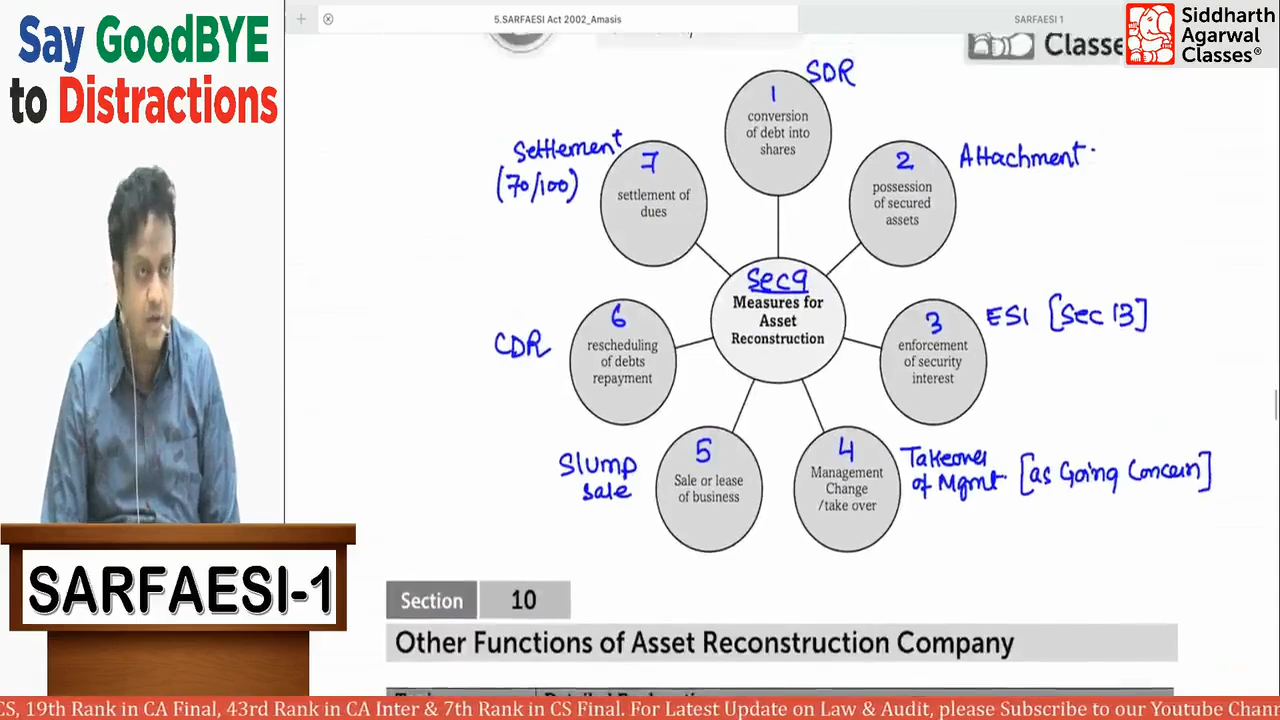 Say GoodBYE
to Distractions
5.SARFAESI Act 2002_Amasis
SARFAESI 1
Classe
Siddharth
Agarwal
Classes®
SDR
1
conversion
of debt into
shares
Attachment
2
possession
of secured
assets
ESI [Sec 13]
3
enforcement
of security
interest
Takeover
of Mgmt. [as Going Concern]
4
Management
Change
/take over
Slump
Sale
5
Sale or lease
of business
CDR
6
rescheduling
of debts
repayment
Settlement
(70/100)
7
settlement of
dues
Sec 9
Measures for
Asset
Reconstruction
Section 10
Other Functions of Asset Reconstruction Company
SARFAESI-1
CS, 19th Rank in CA Final, 43rd Rank in CA Inter & 7th Rank in CS Final. For Latest Update on Law & Audit, please Subscribe to our Youtube Chan